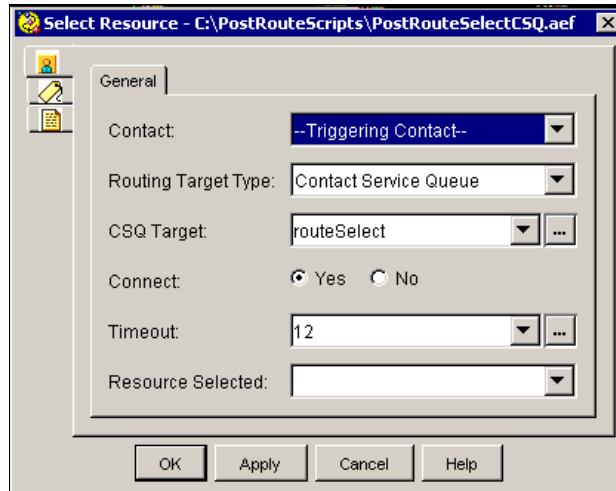 Select Resource - C:\PostRouteScripts\PostRouteSelectCSQ.aef
General
Contact: --Triggering Contact--
Routing Target Type: Contact Service Queue
CSQ Target: routeSelect ...
Connect: Yes No
Timeout: 12 ...
Resource Selected:
OK Apply Cancel Help